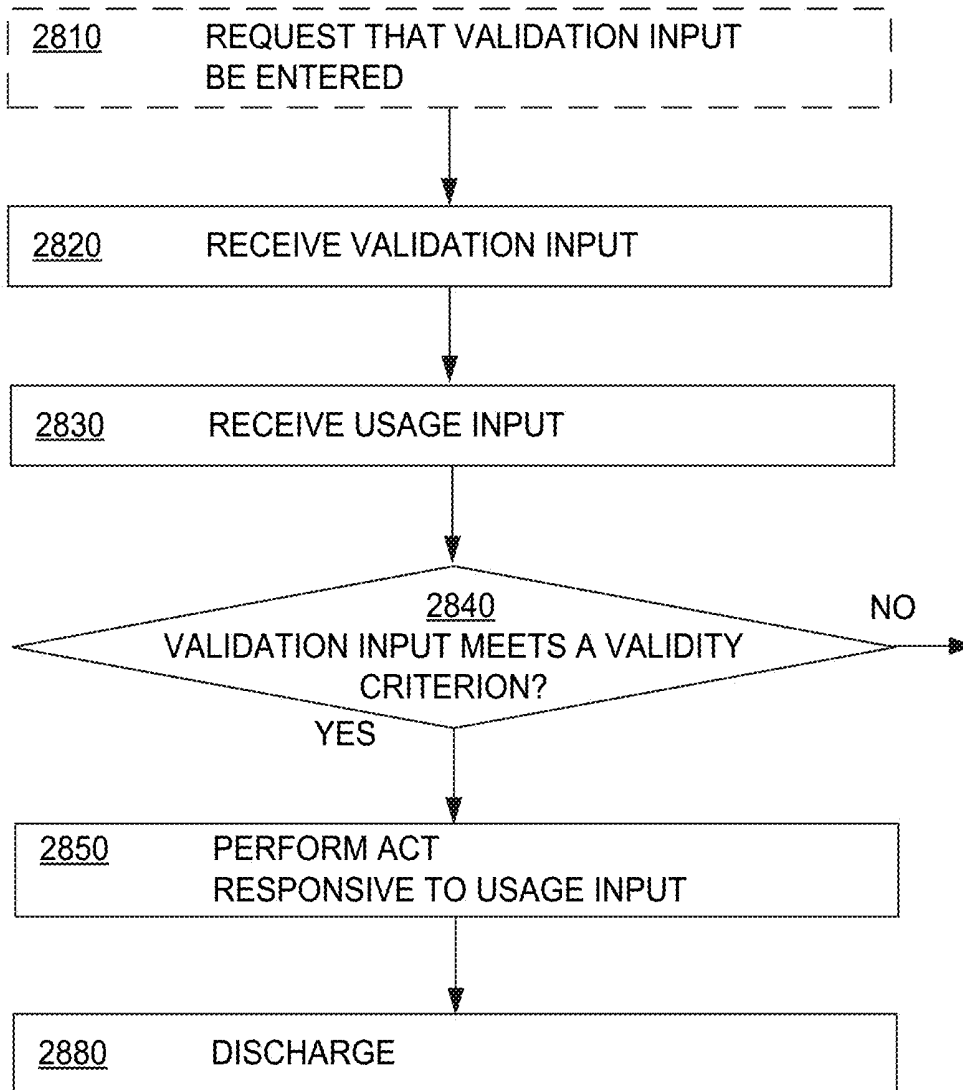 2810 REQUEST THAT VALIDATION INPUT
BE ENTERED
2820 RECEIVE VALIDATION INPUT
2830 RECEIVE USAGE INPUT
2840
NO
VALIDATION INPUT MEETS A VALIDITY
CRITERION?
YES
2850 PERFORM ACT
RESPONSIVE TO USAGE INPUT
2880 DISCHARGE